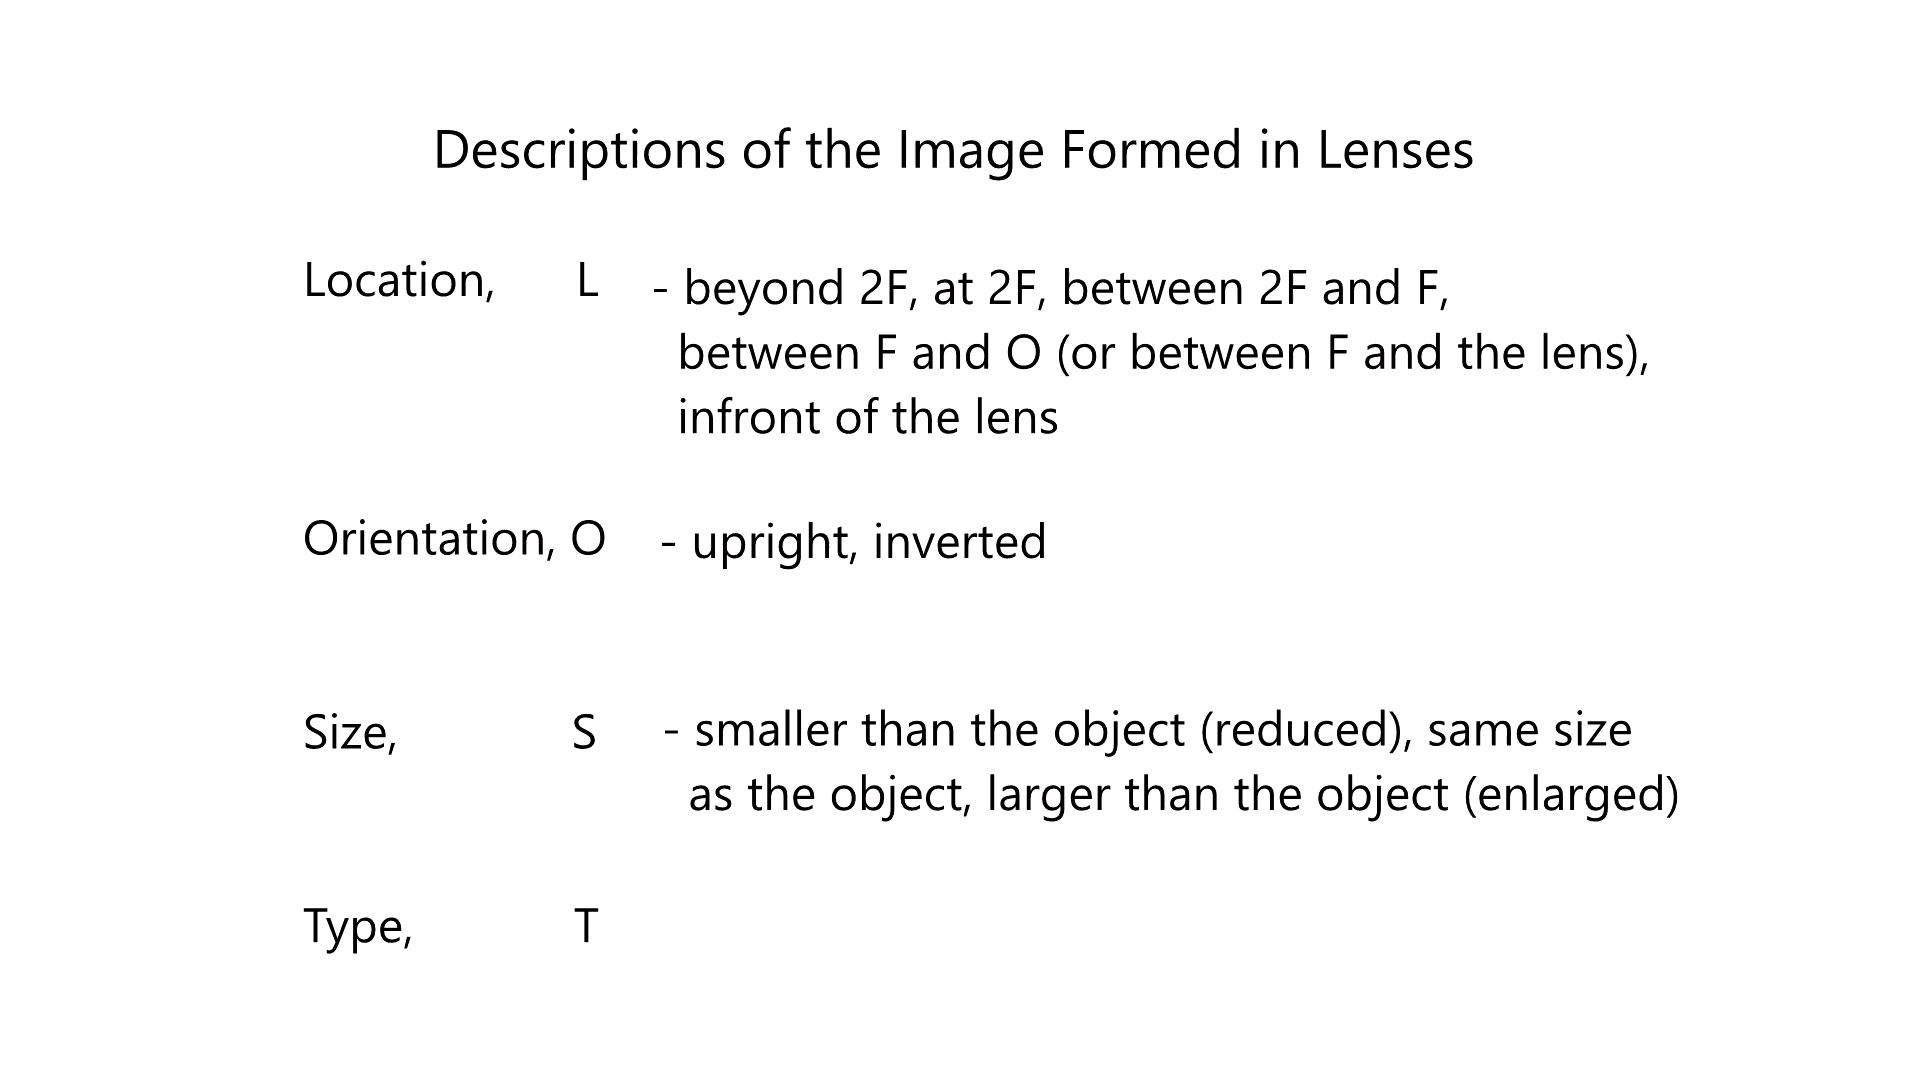 Descriptions of the Image Formed in Lenses
Location, L - beyond 2F, at 2F, between 2F and F,
between F and O (or between F and the lens),
infront of the lens
Orientation, O - upright, inverted
Size, S - smaller than the object (reduced), same size
as the object, larger than the object (enlarged)
Type, T